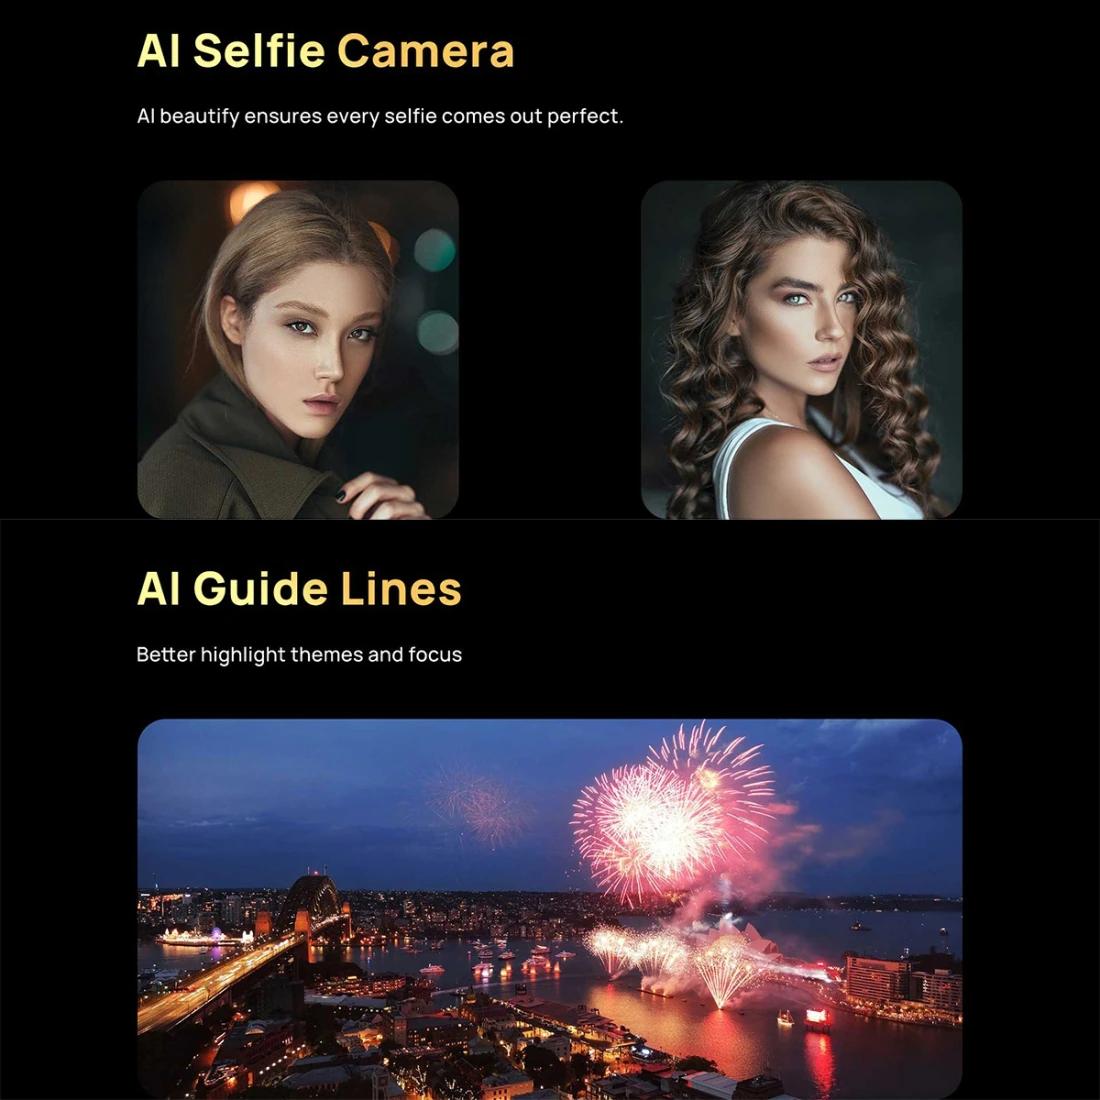 AI Selfie Camera
AI beautify ensures every selfie comes out perfect.
AI Guide Lines
Better highlight themes and focus